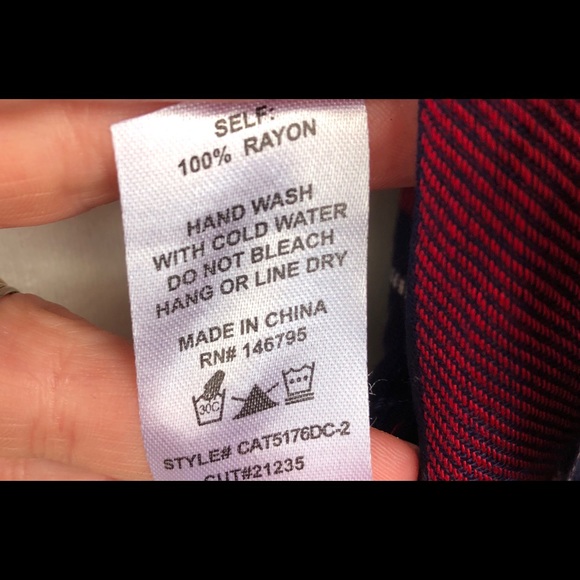 SELF:
100% RAYON
HAND WASH
WITH COLD WATER
DO NOT BLEACH
HANG OR LINE DRY
MADE IN CHINA
RN# 146795
30C
STYLE# CAT5176DC-2
CUT#21235